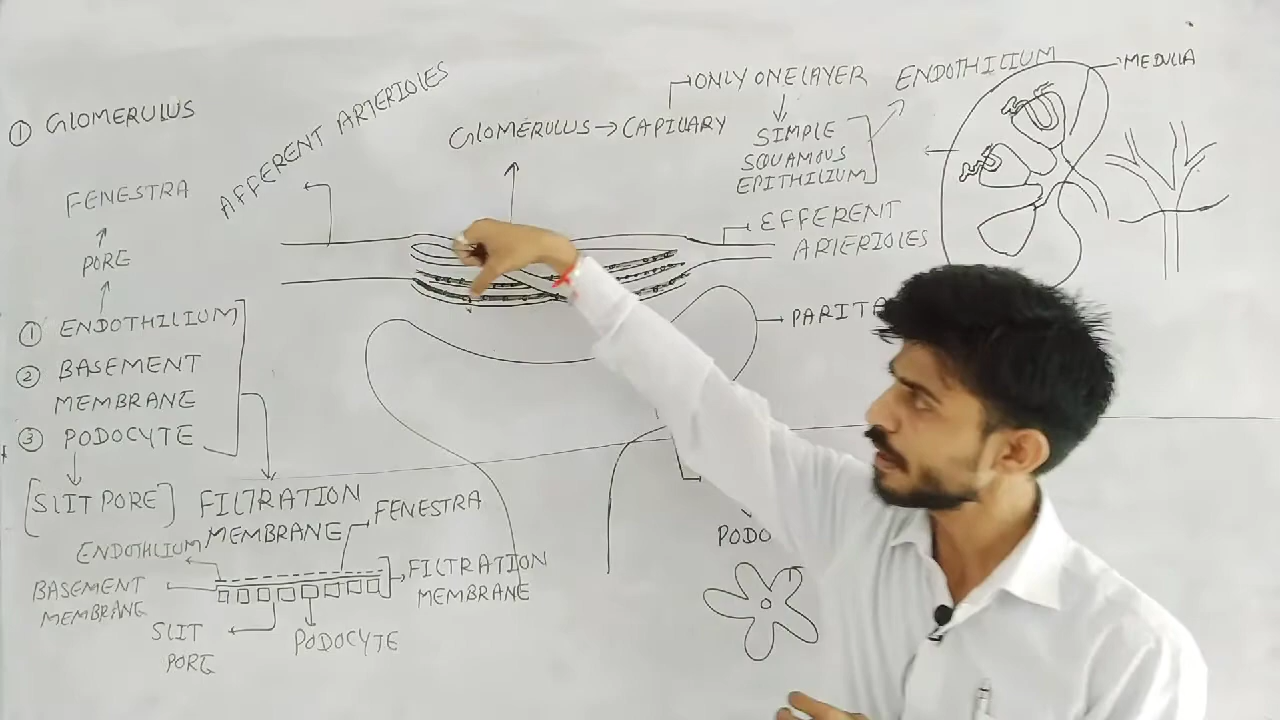 ① GLOMERULUS
FENESTRA
PORE
① ENDOTHILIUM
② BASEMENT
MEMBRANE
③ PODOCYTE
[SLIT PORE]
FILTRATION
MEMBRANE
AFFERENT ARTERIOLES
GLOMERULUS → CAPILLARY
ONLY ONE LAYER
SIMPLE
SQUAMOUS
EPITHILIUM
ENDOTHILIUM
MEDULLA
EFFERENT
ARTERIOLES
FENESTRA
ENDOTHLIUM
BASEMENT
MEMBRANE
SLIT
PORE
PODOCYTE
FILTRATION
MEMBRANE